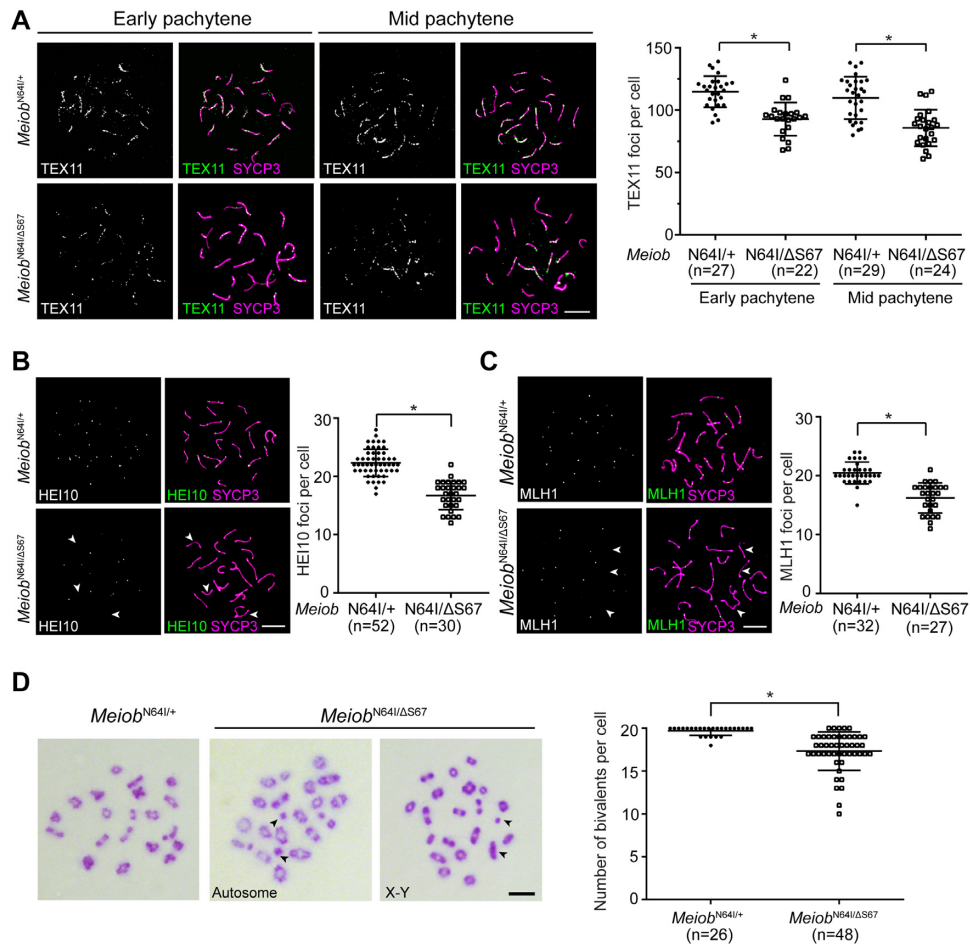 A
Early pachytene
Mid pachytene
Meiob^N64I/+
TEX11
TEX11 SYCP3
TEX11
TEX11 SYCP3
Meiob^N64I/ΔS67
TEX11
TEX11 SYCP3
TEX11
TEX11 SYCP3
TEX11 foci per cell
150
100
50
0
*
*
Meiob
N64I/+
(n=27)
N64I/ΔS67
(n=22)
N64I/+
(n=29)
N64I/ΔS67
(n=24)
Early pachytene
Mid pachytene
B
Meiob^N64I/+
HEI10
HEI10 SYCP3
Meiob^N64I/ΔS67
HEI10
HEI10 SYCP3
HEI10 foci per cell
30
20
10
0
*
Meiob
N64I/+
(n=52)
N64I/ΔS67
(n=30)
C
Meiob^N64I/+
MLH1
MLH1 SYCP3
Meiob^N64I/ΔS67
MLH1
MLH1 SYCP3
MLH1 foci per cell
30
20
10
0
*
Meiob
N64I/+
(n=32)
N64I/ΔS67
(n=27)
D
Meiob^N64I/+
Meiob^N64I/ΔS67
Autosome
X-Y
Number of bivalents per cell
20
15
10
5
0
*
Meiob^N64I/+
(n=26)
Meiob^N64I/ΔS67
(n=48)